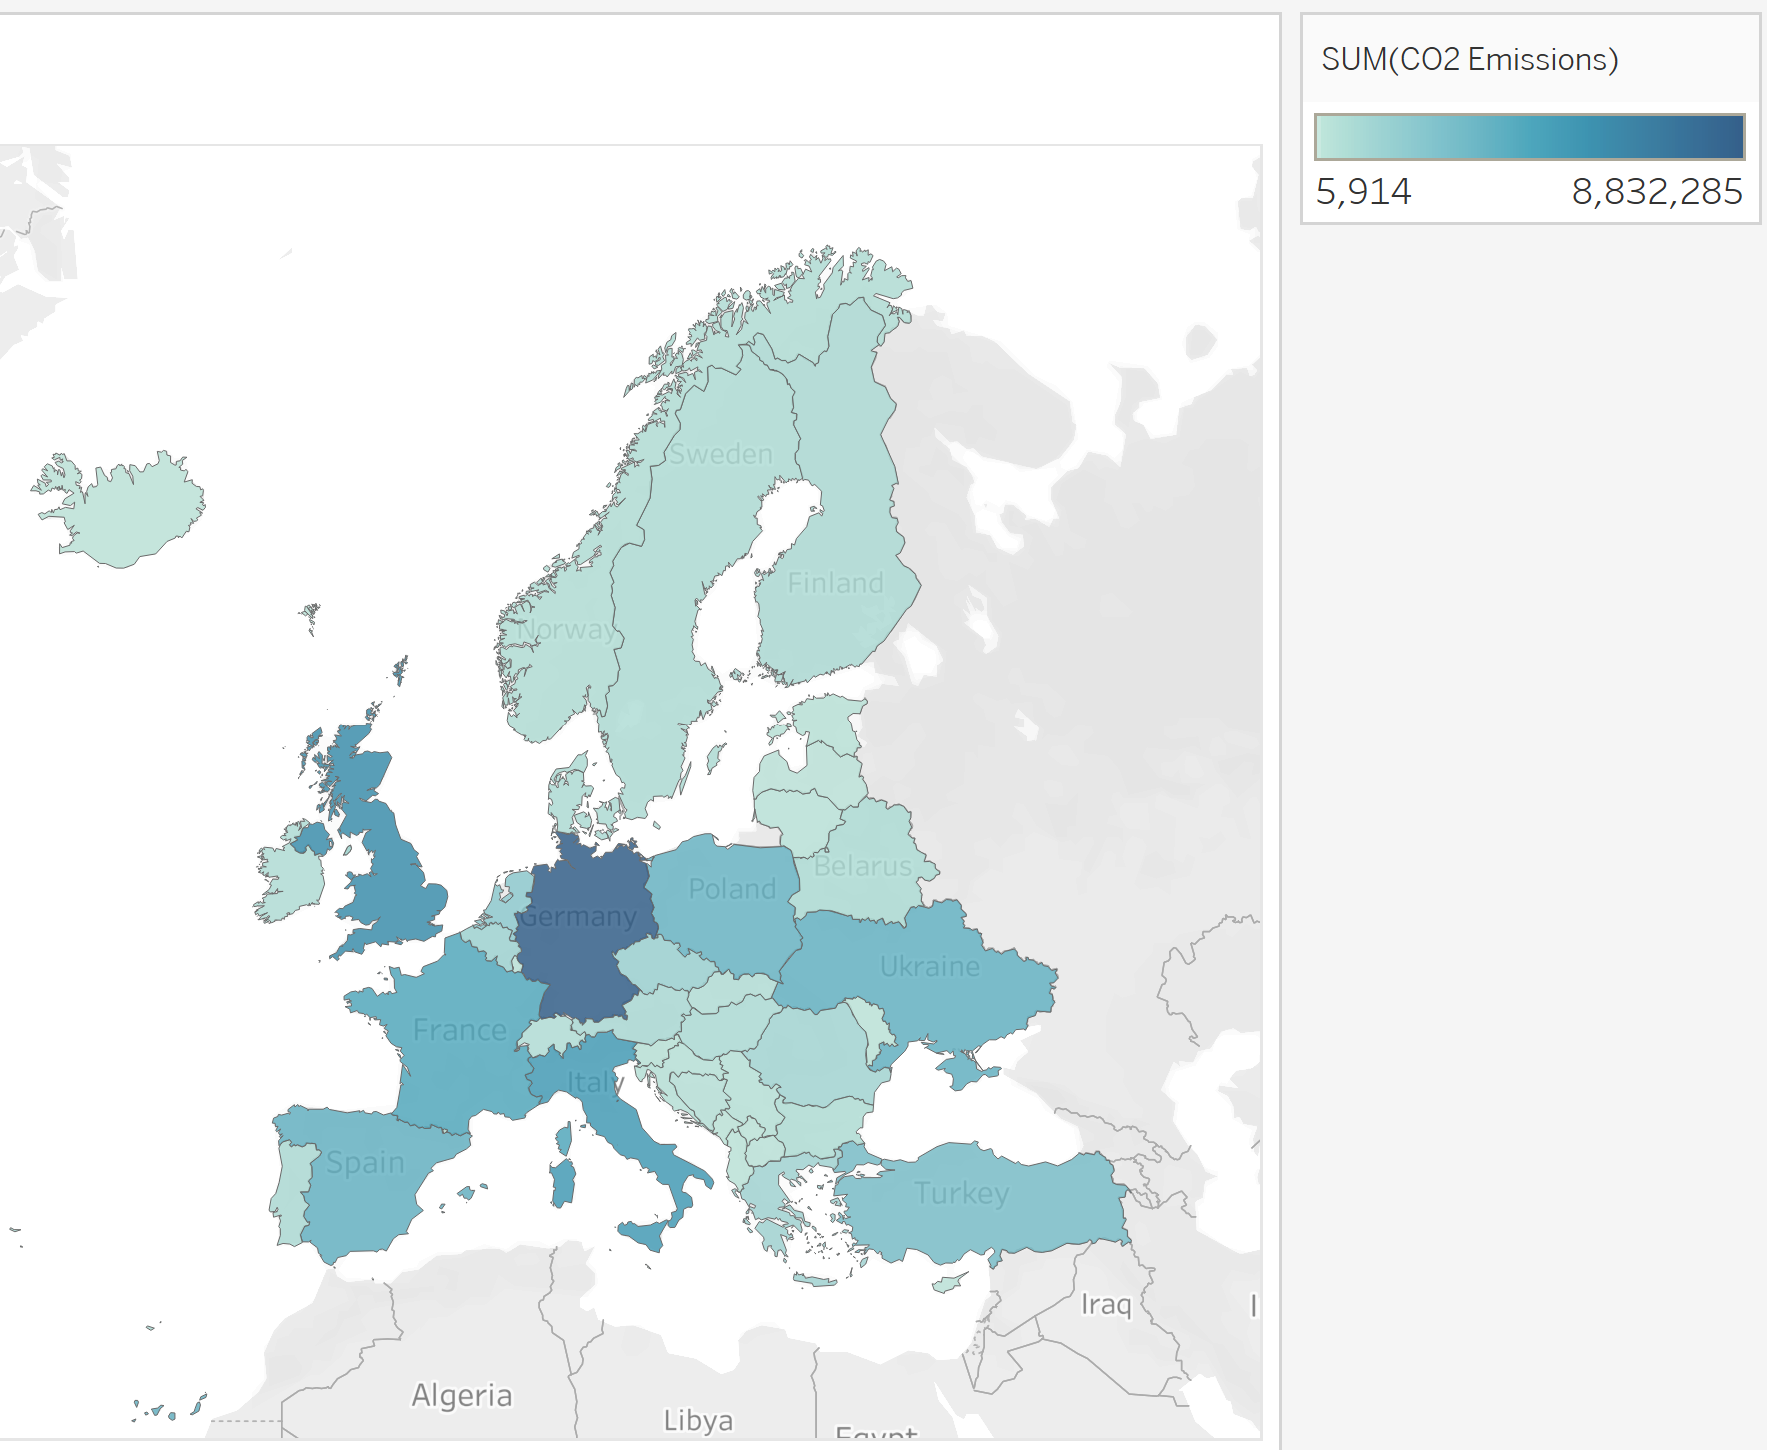 SUM(CO2 Emissions)
5,914 8,832,285
Sweden
Finland
Norway
Belarus
Poland
Germany
Ukraine
France
Italy
Spain
Turkey
Iraq
Algeria
Libya
Egypt